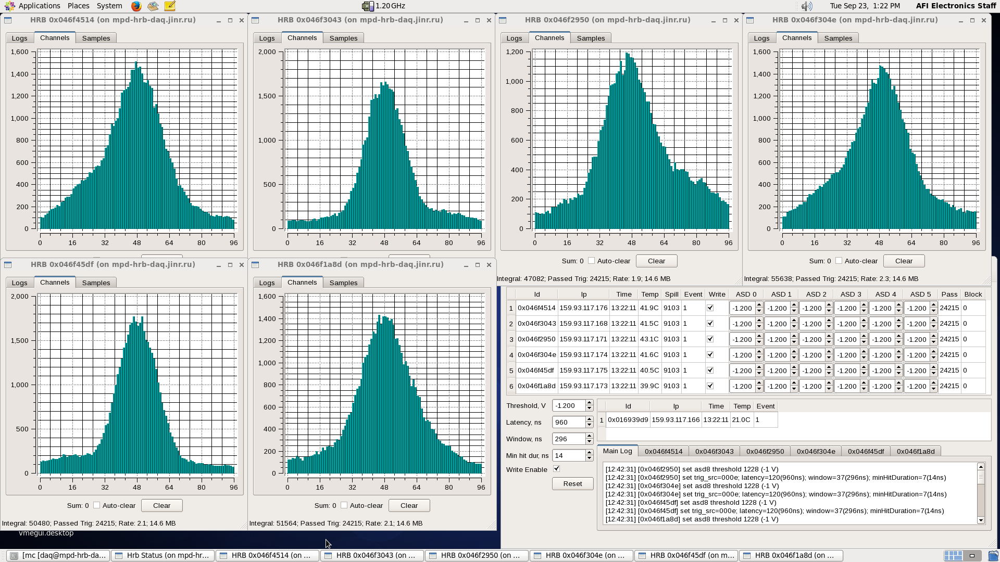 Applications Places System 1.20 GHz Tue Sep 23, 1:22 PM AFI Electronics Staff
HRB 0x046f4514 (on mpd-hrb-daq.jinr.ru)
Logs Channels Samples
1,600
1,400
1,200
1,000
800
600
400
200
0
0 16 32 48 64 80 96
HRB 0x046f3043 (on mpd-hrb-daq.jinr.ru)
Logs Channels Samples
2,000
1,500
1,000
500
0
0 16 32 48 64 80 96
HRB 0x046f2950 (on mpd-hrb-daq.jinr.ru)
Logs Channels Samples
1,200
1,000
800
600
400
200
0
0 16 32 48 64 80 96
Sum: 0 Auto-clear Clear
Integral: 47082; Passed Trig: 24215; Rate: 1.9; 14.6 MB
HRB 0x046f304e (on mpd-hrb-daq.jinr.ru)
Logs Channels Samples
1,600
1,400
1,200
1,000
800
600
400
200
0
0 16 32 48 64 80 96
Sum: 0 Auto-clear Clear
Integral: 55638; Passed Trig: 24215; Rate: 2.3; 14.6 MB
HRB 0x046f45df (on mpd-hrb-daq.jinr.ru)
Logs Channels Samples
2,000
1,500
1,000
500
0
0 16 32 48 64 80 96
Sum: 0 Auto-clear Clear
Integral: 50480; Passed Trig: 24215; Rate: 2.1; 14.6 MB
HRB 0x046f1a8d (on mpd-hrb-daq.jinr.ru)
Logs Channels Samples
1,600
1,400
1,200
1,000
800
600
400
200
0
0 16 32 48 64 80 96
Sum: 0 Auto-clear Clear
Integral: 51564; Passed Trig: 24215; Rate: 2.1; 14.6 MB
Id Ip Time Temp Spill Event Write ASD 0 ASD 1 ASD 2 ASD 3 ASD 4 ASD 5 Pass Block
1 0x046f4514 159.93.117.176 13:22:11 41.9C 9103 1 -1.200 -1.200 -1.200 -1.200 -1.200 -1.200 24215 0
2 0x046f3043 159.93.117.168 13:22:11 41.5C 9103 1 -1.200 -1.200 -1.200 -1.200 -1.200 -1.200 24215 0
3 0x046f2950 159.93.117.171 13:22:11 43.1C 9103 1 -1.200 -1.200 -1.200 -1.200 -1.200 -1.200 24215 0
4 0x046f304e 159.93.117.174 13:22:11 41.6C 9103 1 -1.200 -1.200 -1.200 -1.200 -1.200 -1.200 24215 0
5 0x046f45df 159.93.117.175 13:22:11 40.5C 9103 1 -1.200 -1.200 -1.200 -1.200 -1.200 -1.200 24215 0
6 0x046f1a8d 159.93.117.173 13:22:11 39.9C 9103 1 -1.200 -1.200 -1.200 -1.200 -1.200 -1.200 24215 0
Threshold, V -1.200
Latency, ns 960
Window, ns 296
Min hit dur, ns 14
Write Enable
Reset
Id Ip Time Temp Event
1 0x016939d9 159.93.117.166 13:22:11 21.0C 1
Main Log 0x046f4514 0x046f3043 0x046f2950 0x046f304e 0x046f45df 0x046f1a8d
[12:42:31] [0x046f2950] set asd8 threshold 1228 (-1 V)
[12:42:31] [0x046f2950] set trig_src=000e; latency=120(960ns); window=37(296ns); minHitDuration=7(14ns)
[12:42:31] [0x046f304e] set asd8 threshold 1228 (-1 V)
[12:42:31] [0x046f304e] set trig_src=000e; latency=120(960ns); window=37(296ns); minHitDuration=7(14ns)
[12:42:31] [0x046f45df] set asd8 threshold 1228 (-1 V)
[12:42:31] [0x046f45df] set trig_src=000e; latency=120(960ns); window=37(296ns); minHitDuration=7(14ns)
[12:42:31] [0x046f1a8d] set asd8 threshold 1228 (-1 V)
vmegui.desktop
[mc [daq@mpd-hrb-da... Hrb Status (on mpd-hr... HRB 0x046f4514 (on ... HRB 0x046f3043 (on ... HRB 0x046f2950 (on ... HRB 0x046f304e (on ... HRB 0x046f45df (on m... HRB 0x046f1a8d (on ...